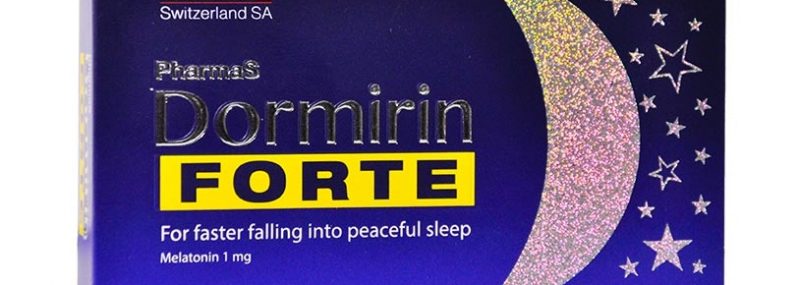 Switzerland SA
PharmaS
Dormirin
FORTE
For faster falling into peaceful sleep
Melatonin 1 mg